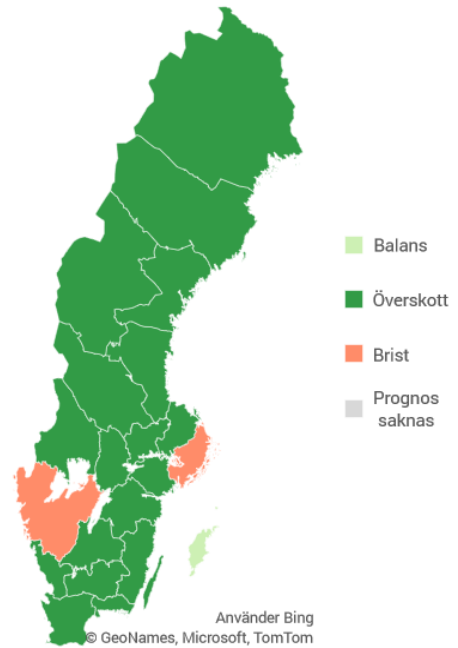 Balans
Överskott
Brist
Prognos
saknas
Använder Bing
© GeoNames, Microsoft, TomTom